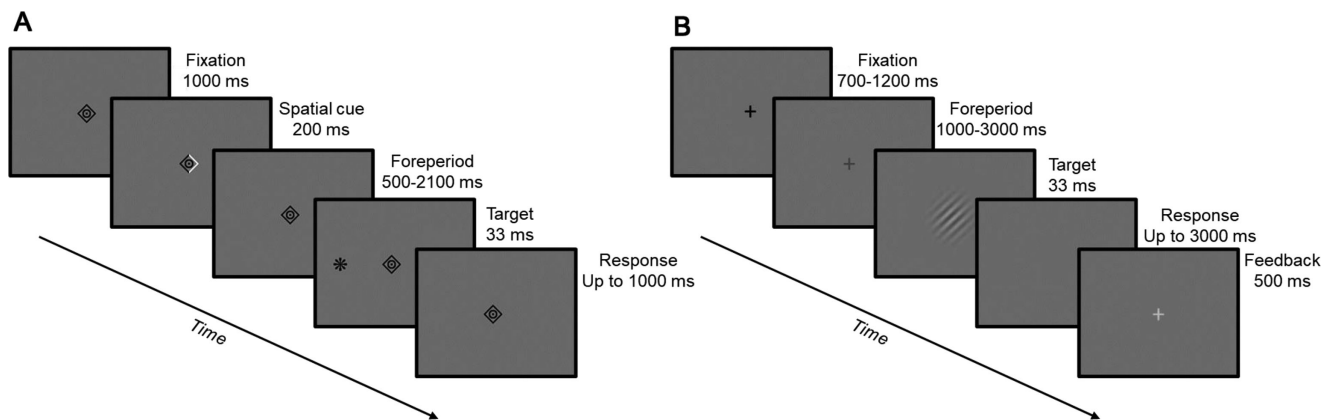 A
Fixation
1000 ms
Spatial cue
200 ms
Foreperiod
500-2100 ms
Target
33 ms
Response
Up to 1000 ms
Time
B
Fixation
700-1200 ms
Foreperiod
1000-3000 ms
Target
33 ms
Response
Up to 3000 ms
Feedback
500 ms
Time